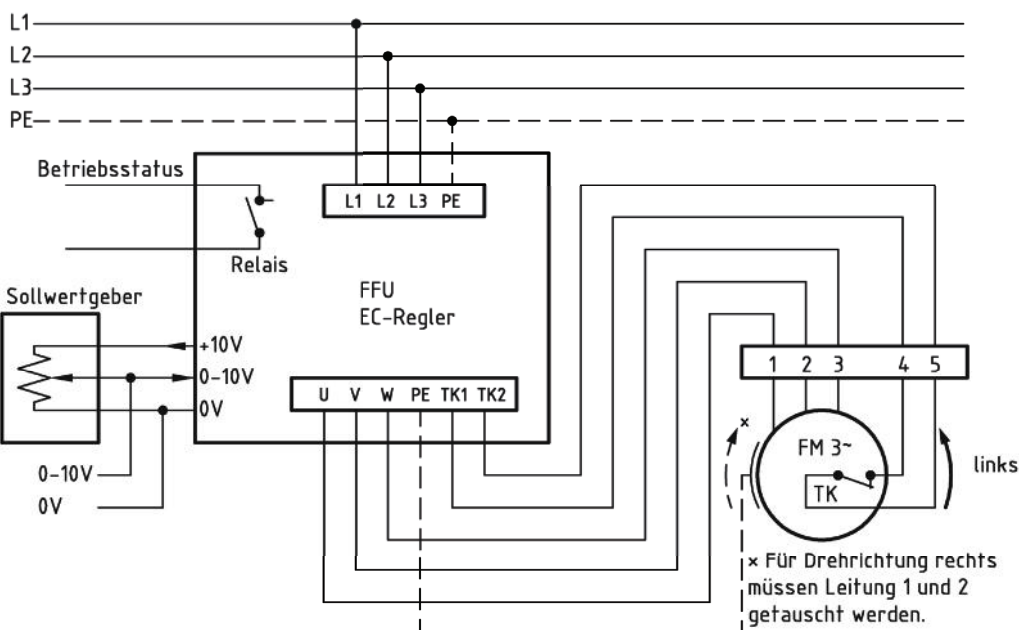 L1
L2
L3
PE
Betriebsstatus
L1 L2 L3 PE
Relais
Sollwertgeber
FFU
EC-Regler
+10V
0-10V
0V
U V W PE TK1 TK2
0-10V
0V
1 2 3 4 5
×
FM 3~
TK
links
× Für Drehrichtung rechts
müssen Leitung 1 und 2
getauscht werden.